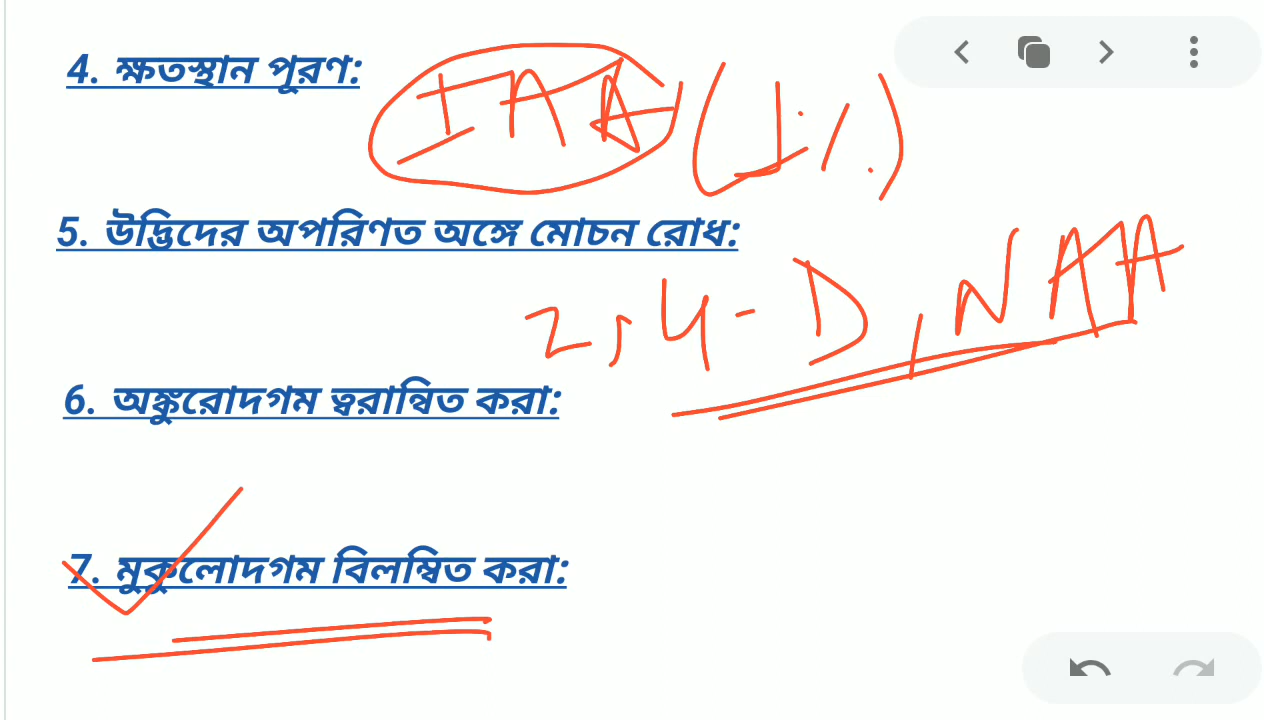 4. ক্ষতস্থান পূরণ: IAA (1%)
5. উদ্ভিদের অপরিণত অঙ্গে মোচন রোধ:
2,4-D, NAA
6. অঙ্কুরোদগম ত্বরান্বিত করা:
7. মুকুলোদগম বিলম্বিত করা: